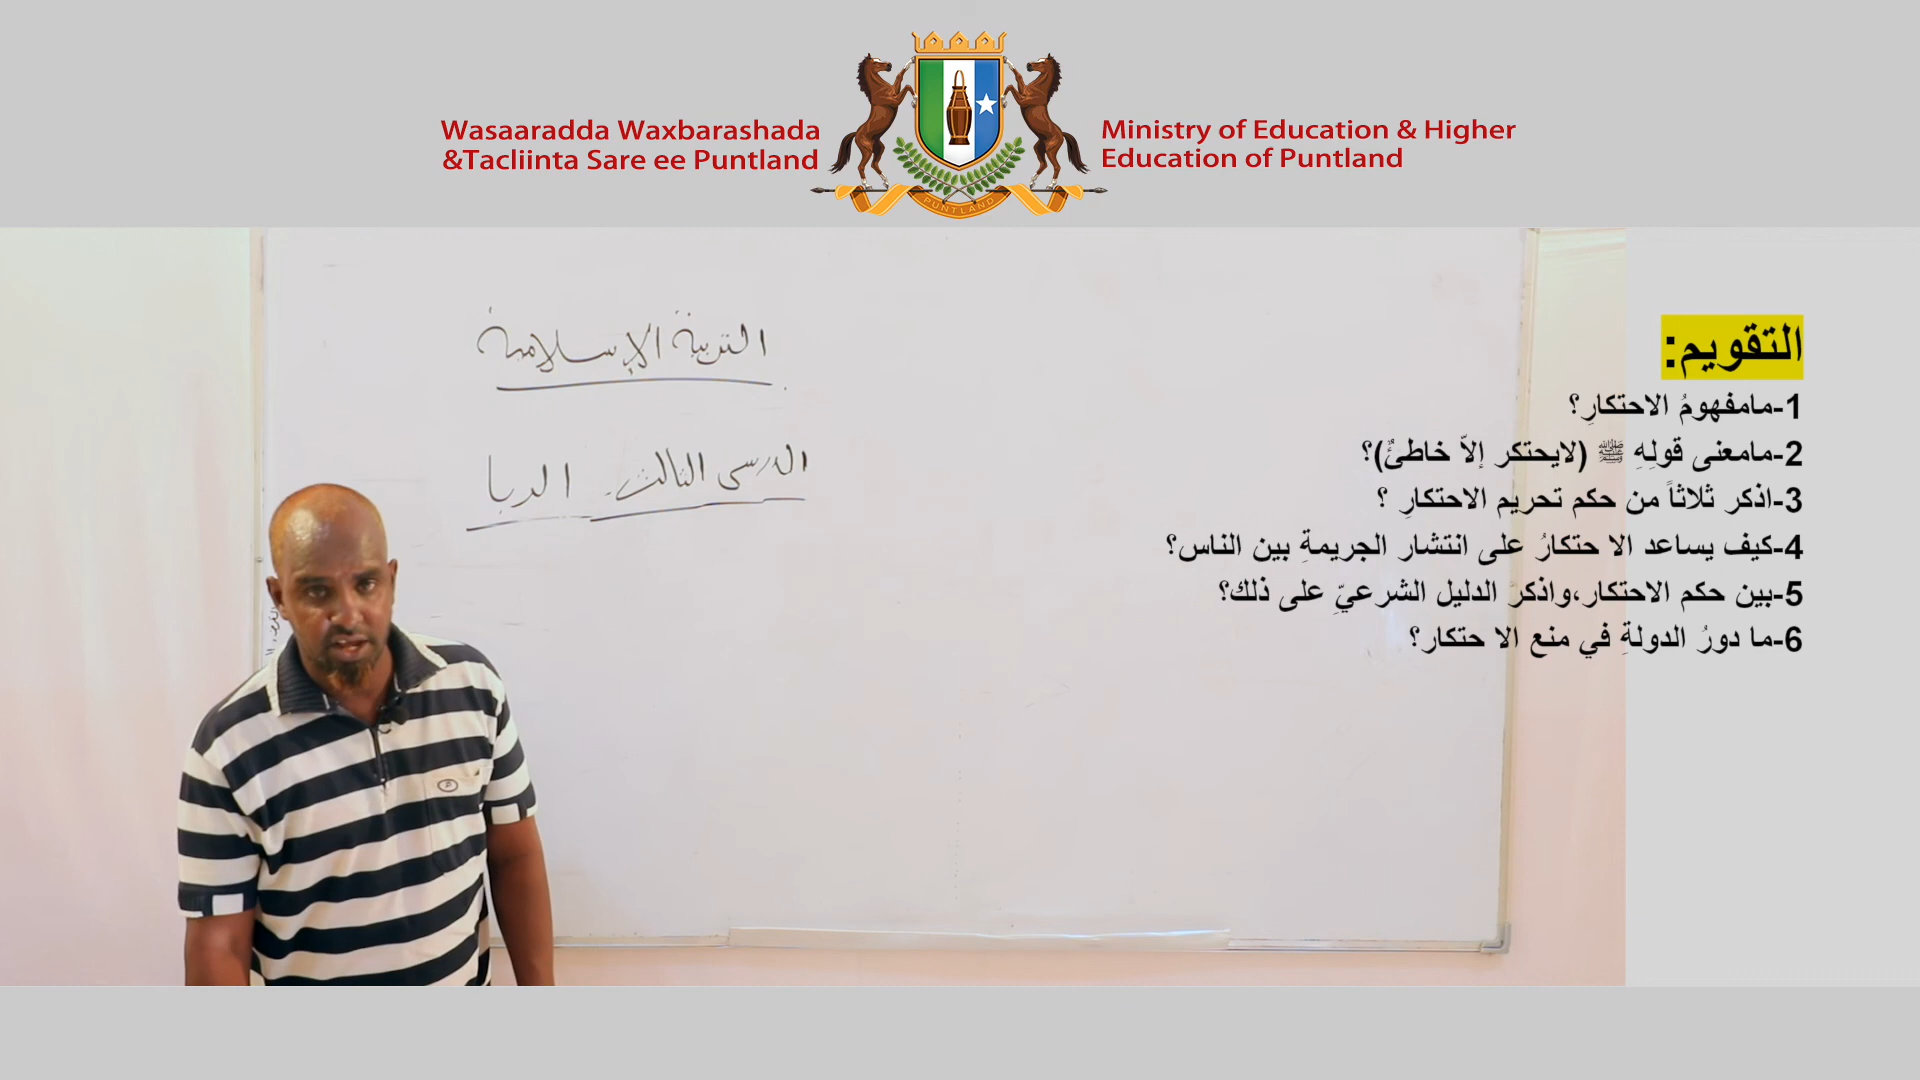 Wasaaradda Waxbarashada
&Tacliinta Sare ee Puntland
PUNTLAND
Ministry of Education & Higher
Education of Puntland
التربية الإسلامية
الدرس الثالث. الربا
التقويم:
1-مامفهومُ الاحتكارِ؟
2-مامعنى قولِهِ ﷺ (لايحتكر إلاّ خاطئٌ)؟
3-اذكر ثلاثاً من حكم تحريم الاحتكارِ ؟
4-كيف يساعد الا حتكارُ على انتشار الجريمةِ بين الناس؟
5-بين حكم الاحتكار،واذكرْ الدليل الشرعيِّ على ذلك؟
6-ما دورُ الدولةِ في منع الا حتكار؟